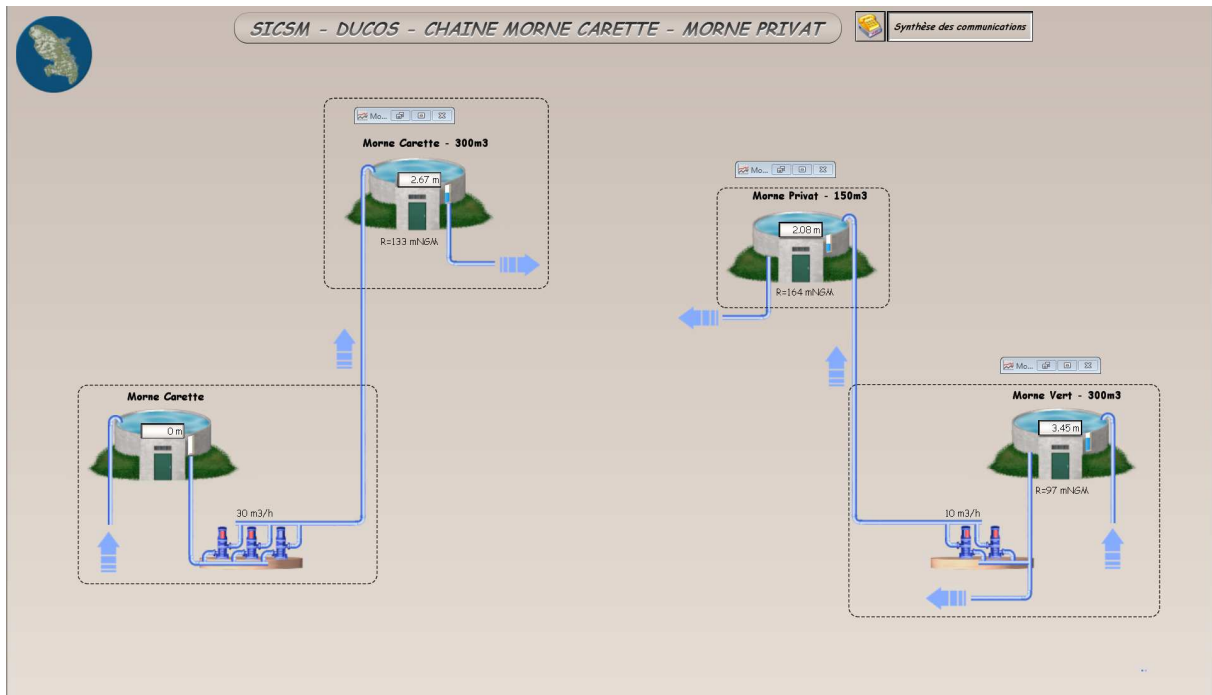 SICSM - DUCOS - CHAINE MORNE CARETTE - MORNE PRIVAT
Synthèse des communications
Mo...
Morne Carette - 300m3
2.67 m
R=133 mNGM
Mo...
Morne Privat - 150m3
2.08 m
R=164 mNGM
Morne Carette
0 m
30 m3/h
Mo...
Morne Vert - 300m3
3.45 m
R=97 mNGM
10 m3/h